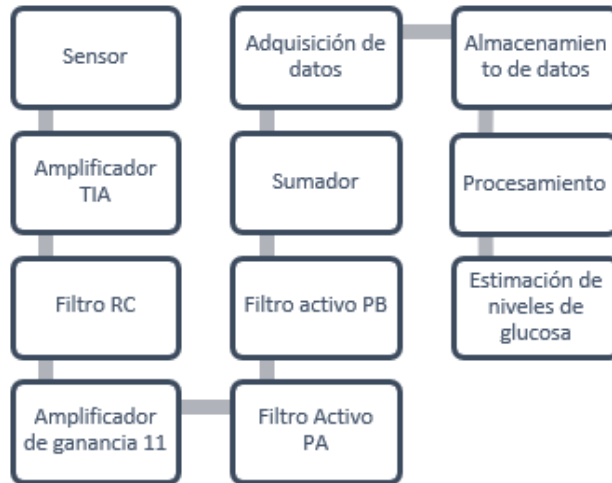 Sensor
Amplificador
TIA
Filtro RC
Amplificador
de ganancia 11
Filtro Activo
PA
Filtro activo PB
Sumador
Adquisición de
datos
Almacenamien
to de datos
Procesamiento
Estimación de
niveles de
glucosa